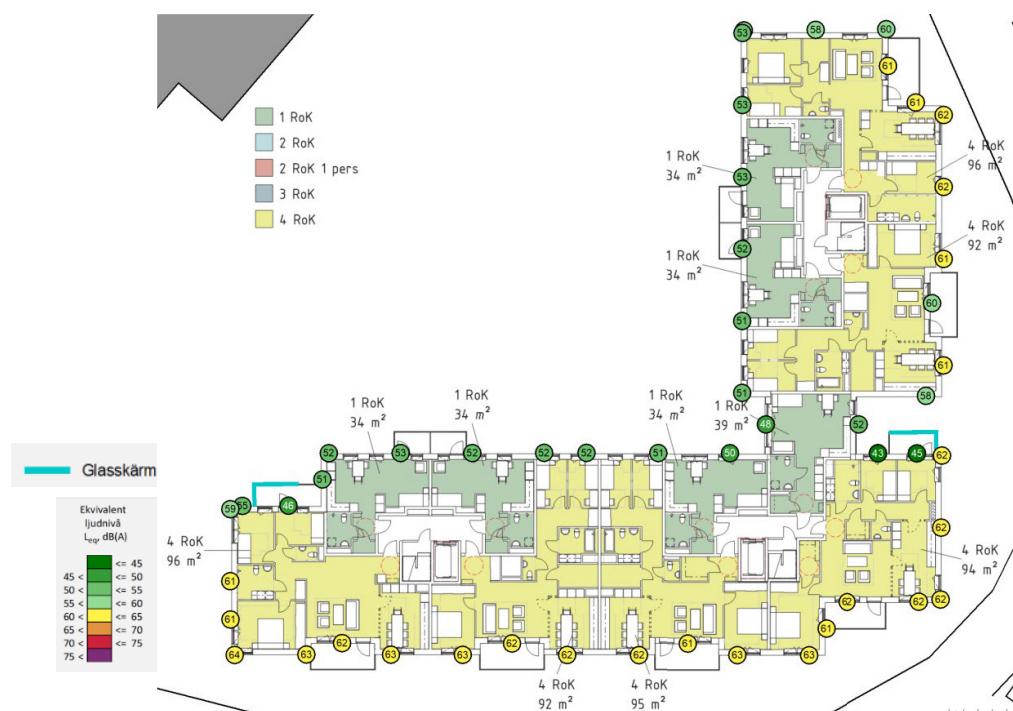 53
58
60
61
61
62
53
1 RoK
2 RoK
2 RoK 1 pers
3 RoK
4 RoK
1 RoK
34 m²
53
4 RoK
96 m²
62
4 RoK
92 m²
52
61
1 RoK
34 m²
60
51
61
51
58
1 RoK
34 m²
1 RoK
34 m²
1 RoK
34 m²
1 RoK
39 m²
48
52
52
53
52
52
52
51
50
43
45
62
Glasskärm
51
59
55
46
Ekvivalent
ljudnivå
Leq, dB(A)
<= 45
45 < <= 50
50 < <= 55
55 < <= 60
60 < <= 65
65 < <= 70
70 < <= 75
75 <
4 RoK
96 m²
62
4 RoK
94 m²
61
61
62
62
62
61
64
63
62
63
63
62
62
62
61
63
63
4 RoK
92 m²
4 RoK
95 m²